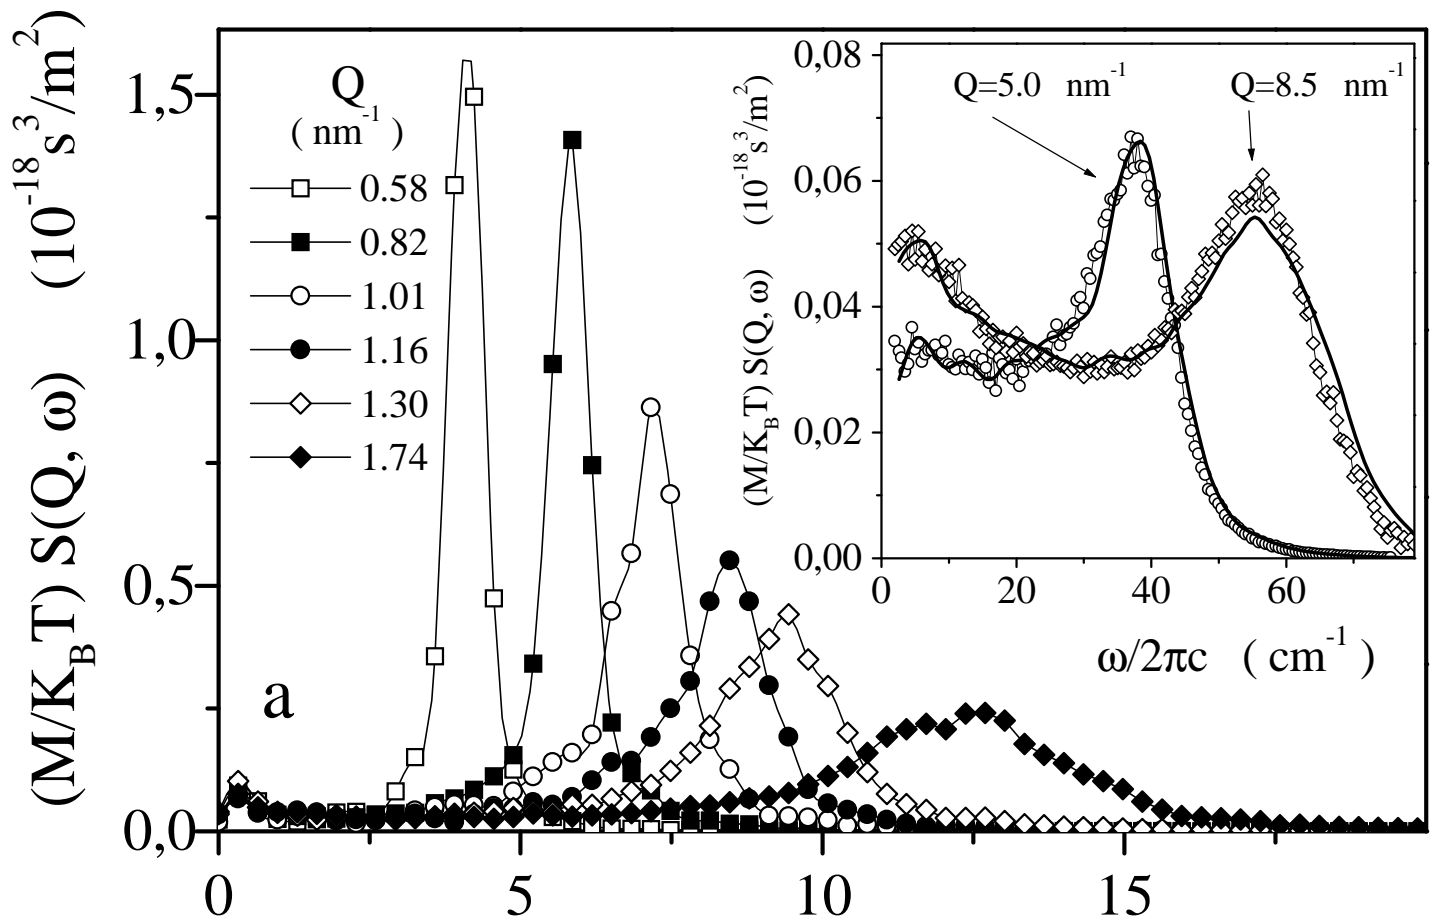 (M/K_B T) S(Q, ω) (10^-18 s^3/m^2)
1,5
1,0
0,5
0,0
0 5 10 15
Q
( nm^-1 )
0.58
0.82
1.01
1.16
1.30
1.74
a
(M/K_B T) S(Q, ω) (10^-18 s^3/m^2)
0,08
0,06
0,04
0,02
0,00
0 20 40 60
Q=5.0 nm^-1
Q=8.5 nm^-1
ω/2πc ( cm^-1 )